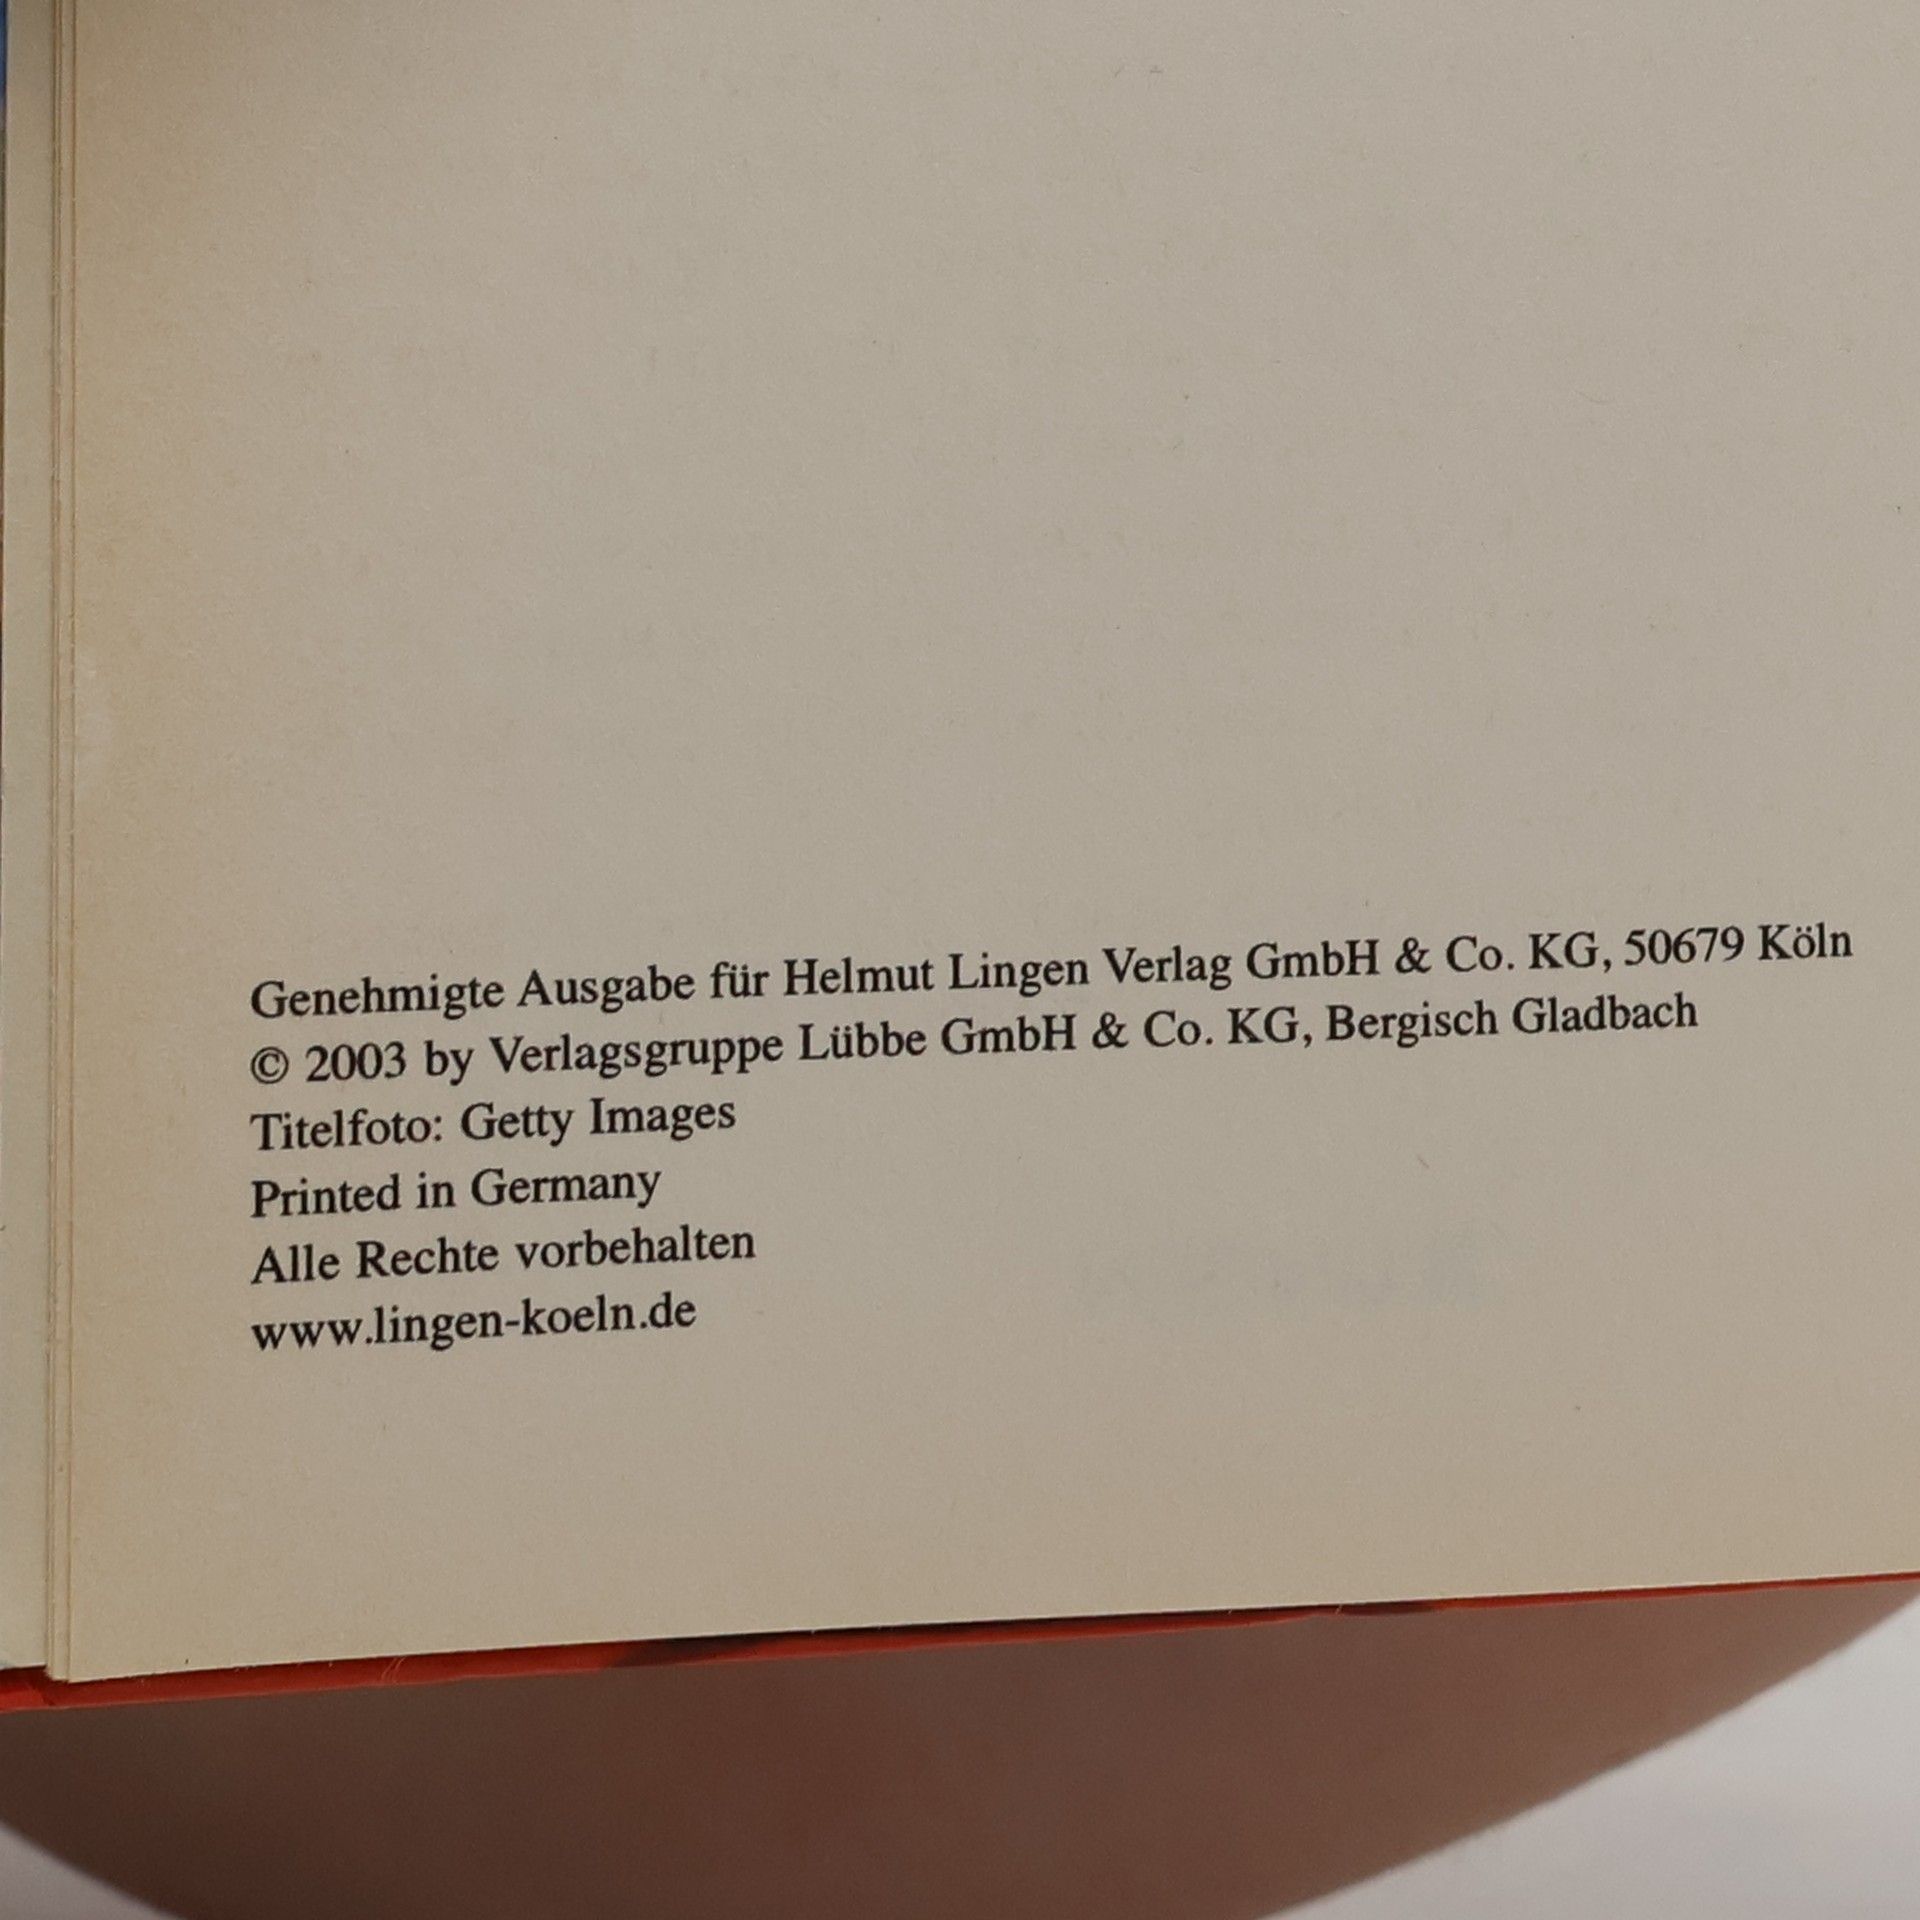 Genehmigte Ausgabe für Helmut Lingen Verlag GmbH & Co. KG, 50679 Köln
© 2003 by Verlagsgruppe Lübbe GmbH & Co. KG, Bergisch Gladbach
Titelfoto: Getty Images
Printed in Germany
Alle Rechte vorbehalten
www.lingen-koeln.de